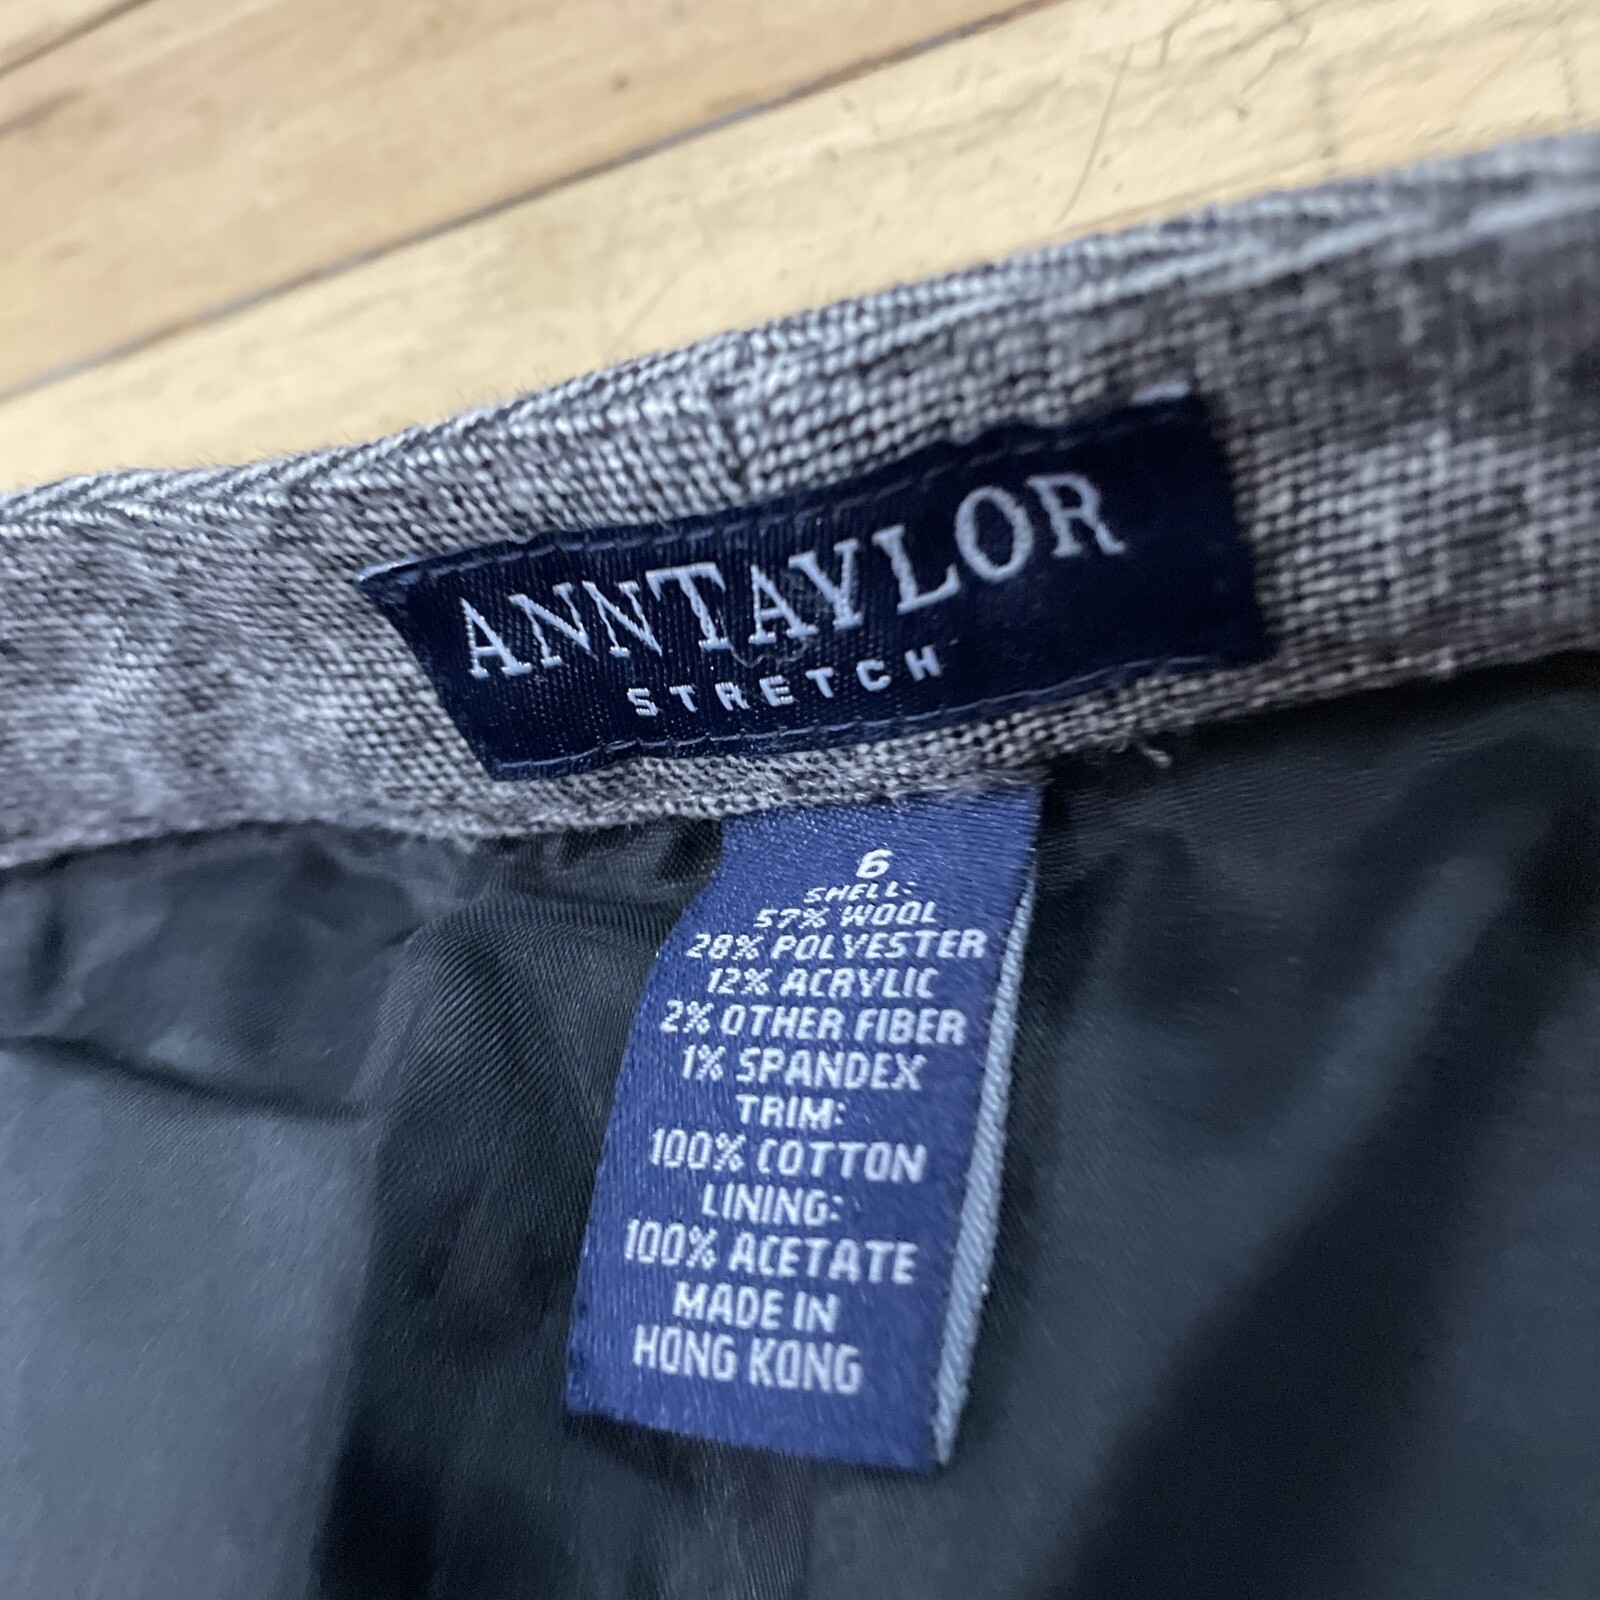 ANNTAYLOR
STRETCH
6
SHELL:
57% WOOL
28% POLYESTER
12% ACRYLIC
2% OTHER FIBER
1% SPANDEX
TRIM:
100% COTTON
LINING:
100% ACETATE
MADE IN
HONG KONG